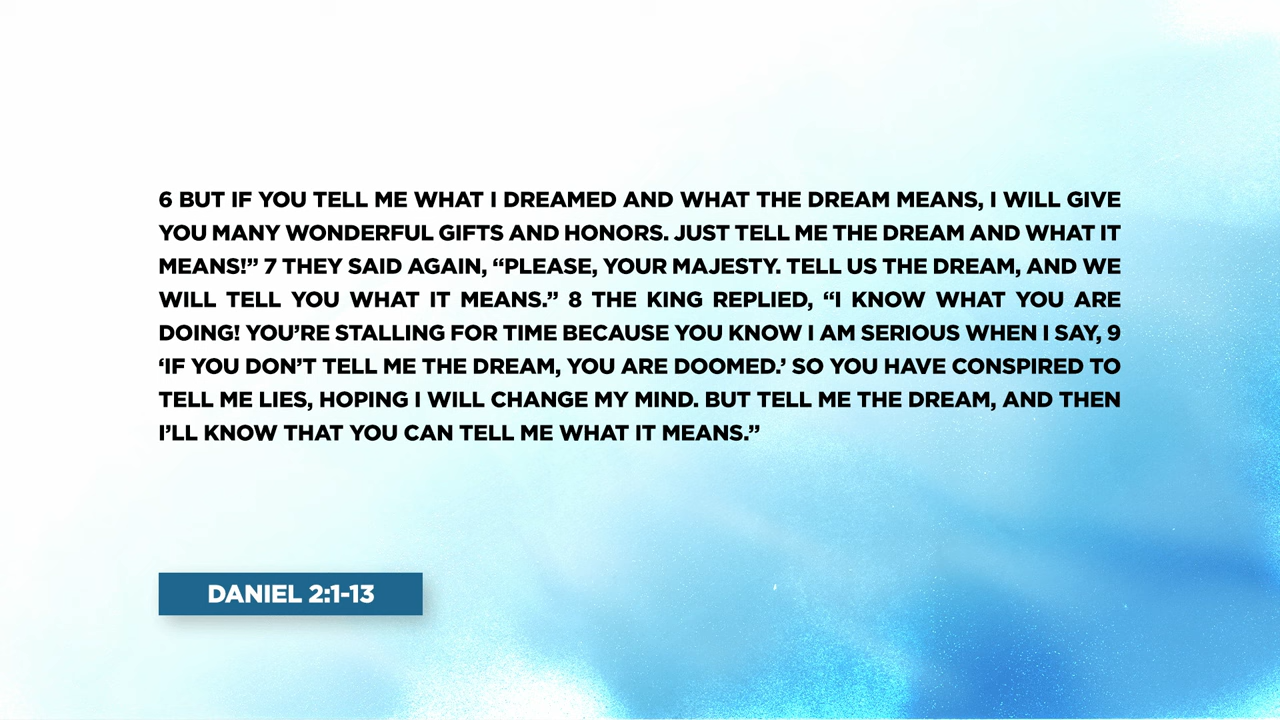 6 BUT IF YOU TELL ME WHAT I DREAMED AND WHAT THE DREAM MEANS, I WILL GIVE
YOU MANY WONDERFUL GIFTS AND HONORS. JUST TELL ME THE DREAM AND WHAT IT
MEANS!” 7 THEY SAID AGAIN, “PLEASE, YOUR MAJESTY. TELL US THE DREAM, AND WE
WILL TELL YOU WHAT IT MEANS.” 8 THE KING REPLIED, “I KNOW WHAT YOU ARE
DOING! YOU’RE STALLING FOR TIME BECAUSE YOU KNOW I AM SERIOUS WHEN I SAY, 9
‘IF YOU DON’T TELL ME THE DREAM, YOU ARE DOOMED.’ SO YOU HAVE CONSPIRED TO
TELL ME LIES, HOPING I WILL CHANGE MY MIND. BUT TELL ME THE DREAM, AND THEN
I’LL KNOW THAT YOU CAN TELL ME WHAT IT MEANS.”
DANIEL 2:1-13